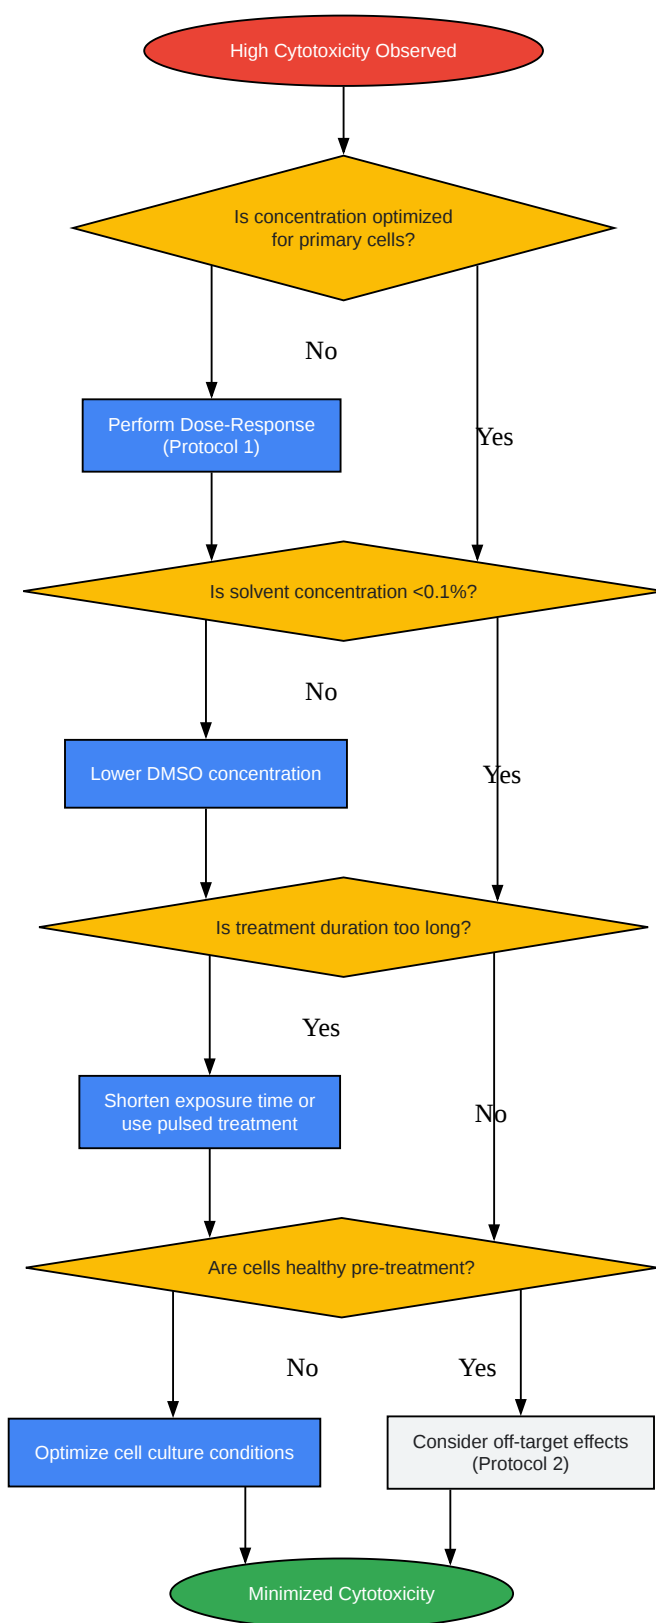 High Cytotoxicity Observed
Is concentration optimized
for primary cells?
No
Perform Dose-Response
(Protocol 1)
Yes
Is solvent concentration <0.1%?
No
Lower DMSO concentration
Yes
Is treatment duration too long?
Yes
Shorten exposure time or
use pulsed treatment
No
Are cells healthy pre-treatment?
No
Yes
Optimize cell culture conditions
Consider off-target effects
(Protocol 2)
Minimized Cytotoxicity